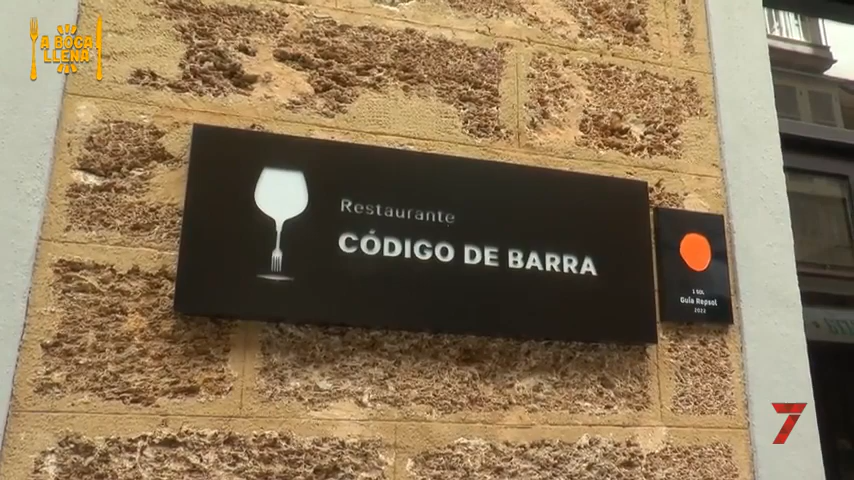 A BOCA
LLENA
Restaurante
CÓDIGO DE BARRA
1 SOL
Guía Repsol
2023
7